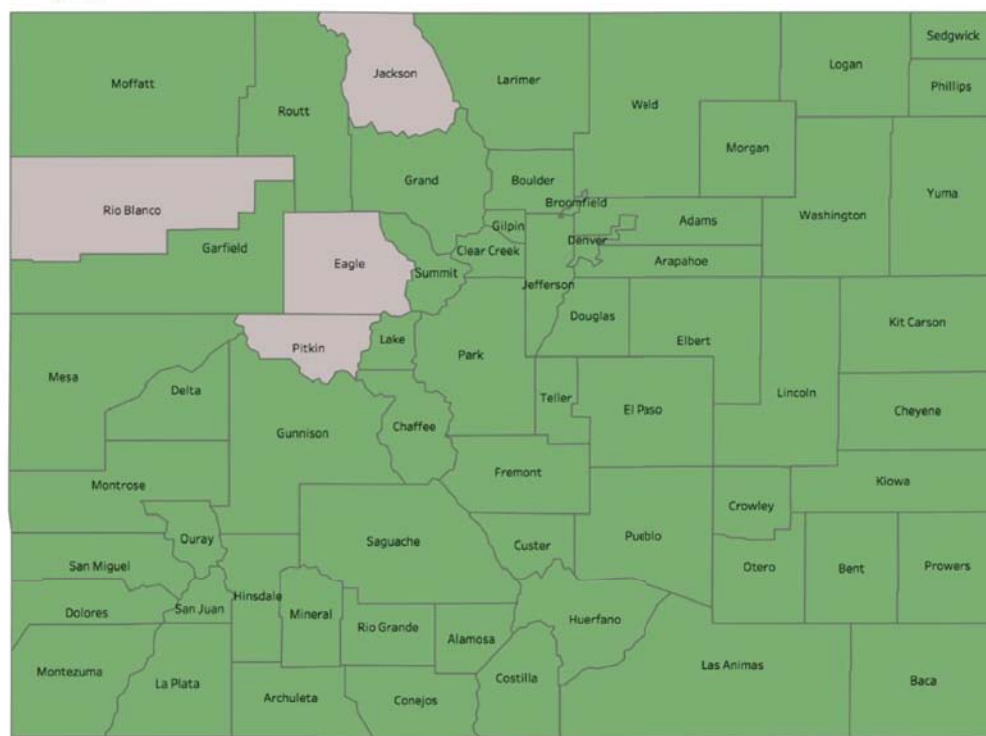 Sedgwick
Logan
Jackson
Larimer
Moffatt
Phillips
Routt
Weld
Morgan
Grand
Boulder
Yuma
Rio Blanco
Broomfield
Washington
Gilpin
Adams
Denver
Garfield
Clear Creek
Eagle
Arapahoe
Summit
Jefferson
Douglas
Kit Carson
Lake
Elbert
Pitkin
Park
Mesa
Delta
Lincoln
Teller
El Paso
Cheyene
Chaffee
Gunnison
Fremont
Montrose
Kiowa
Crowley
Pueblo
Ouray
Saguache
Custer
San Miguel
Otero
Bent
Prowers
Hinsdale
San Juan
Dolores
Mineral
Huerfano
Rio Grande
Alamosa
Las Animas
Montezuma
Costilla
La Plata
Baca
Archuleta
Conejos